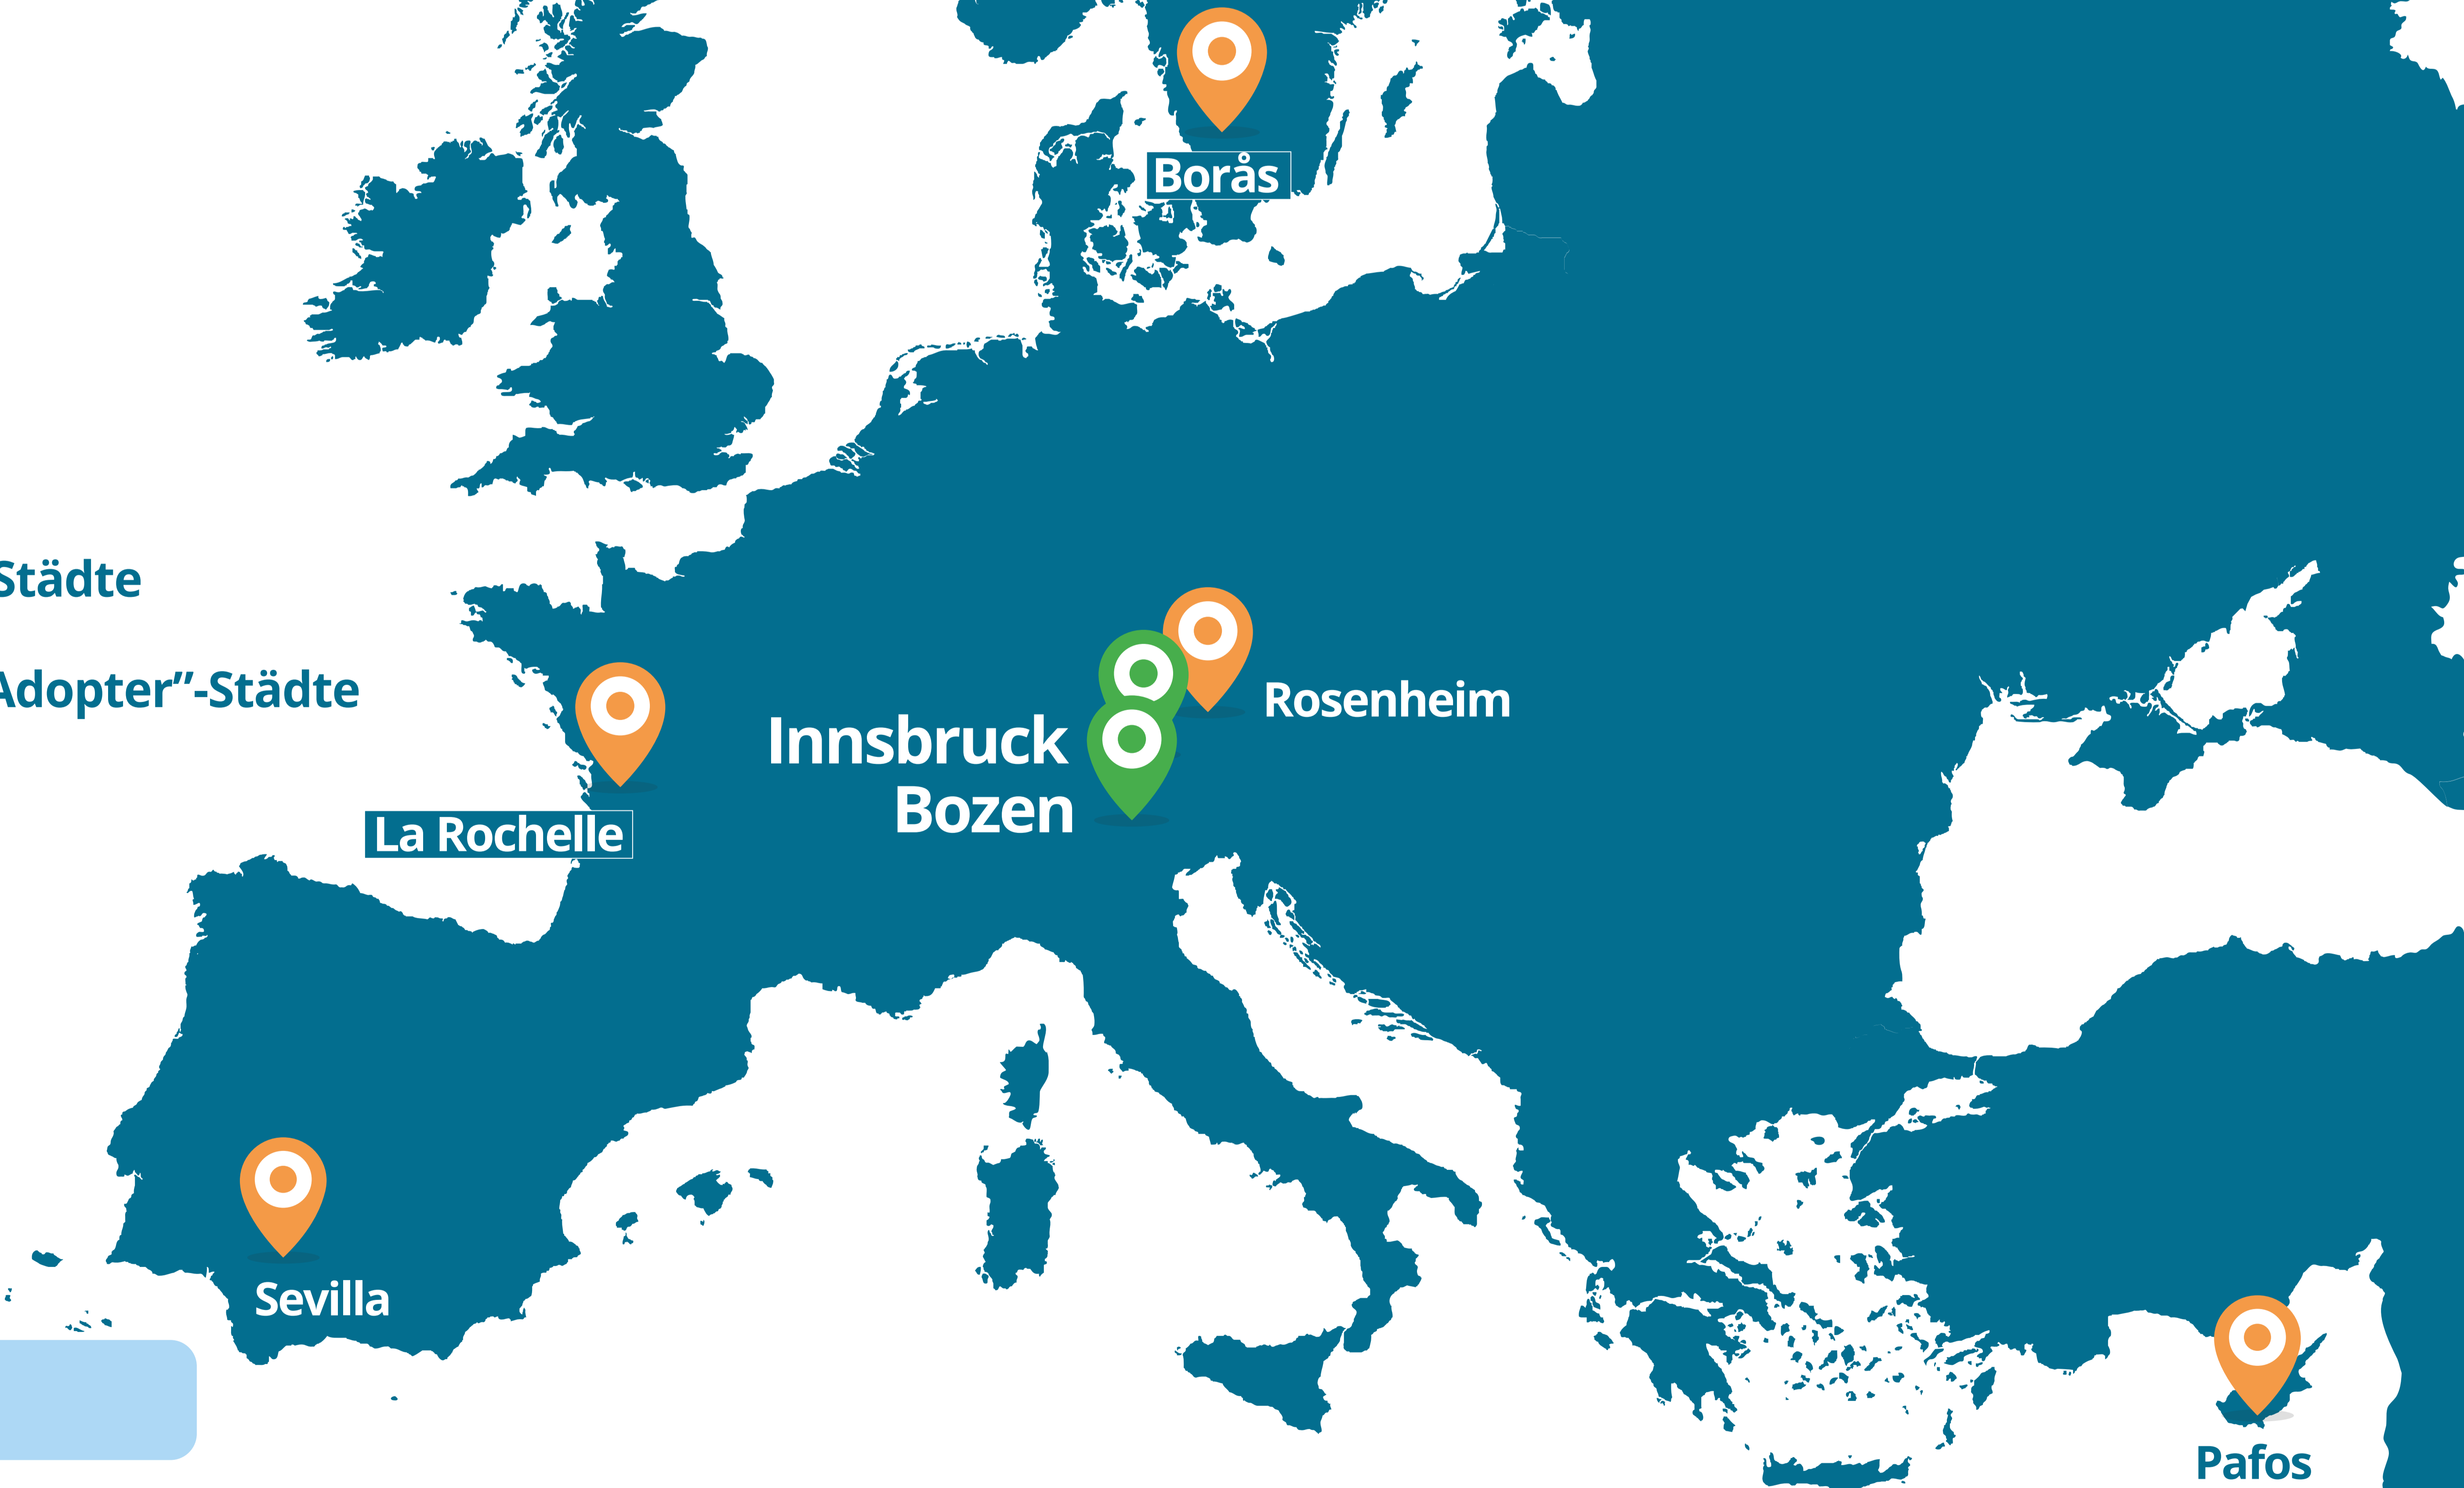 Borås
Städte
Adopter”-Städte
Rosenheim
Innsbruck
Bozen
La Rochelle
Sevilla
Pafos